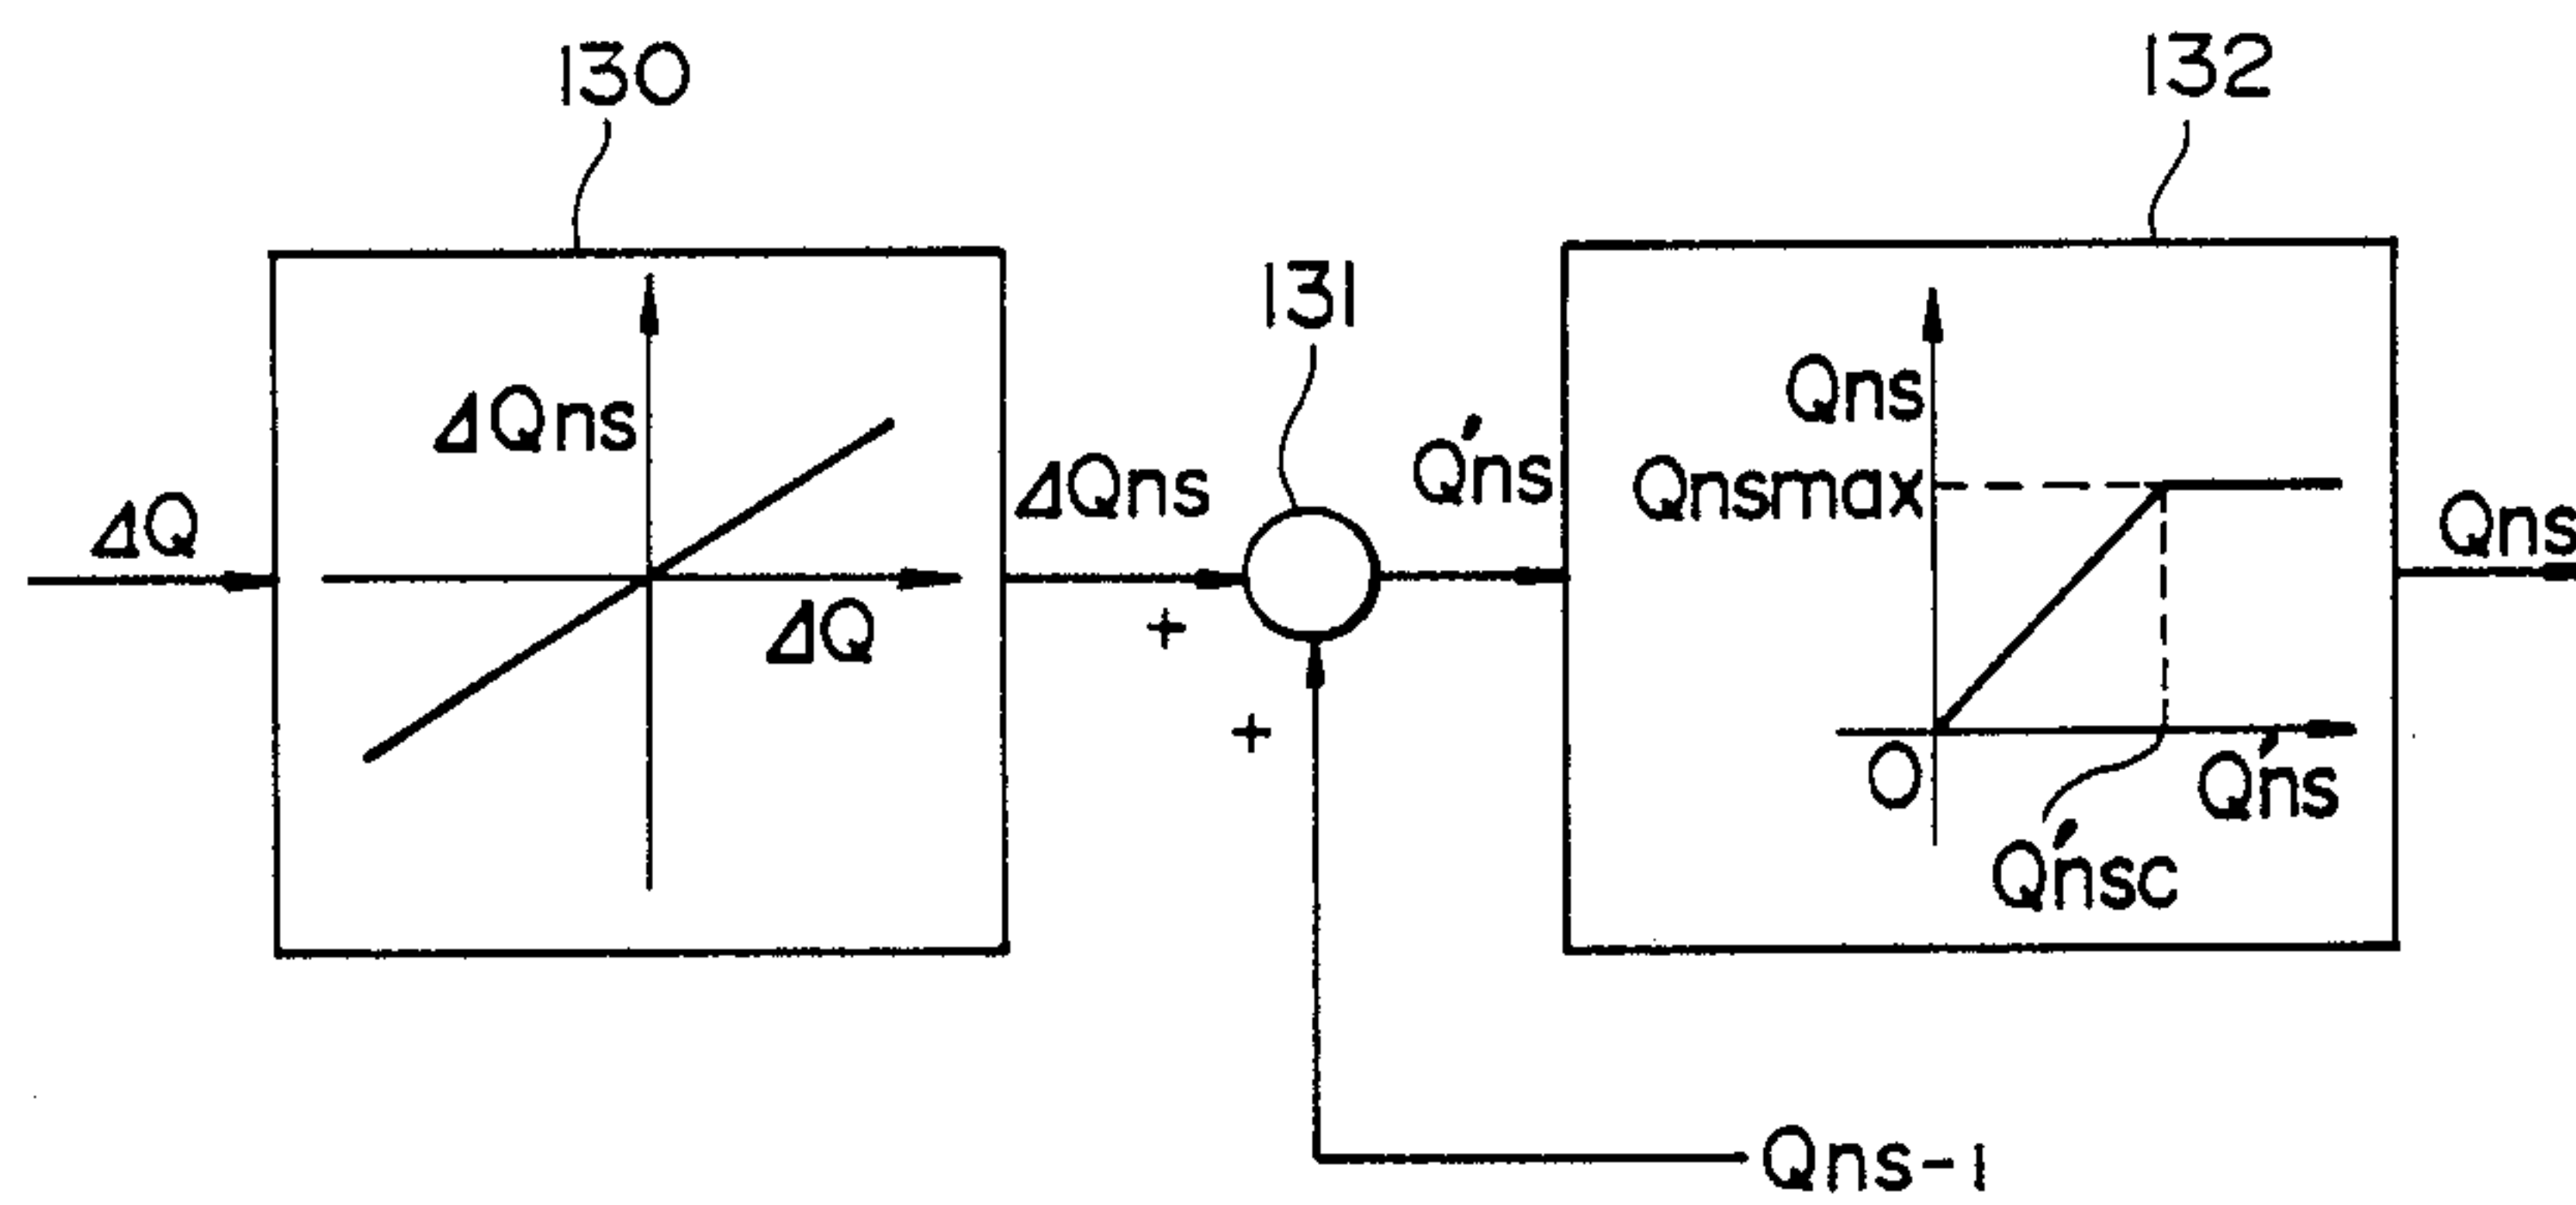 130
132
131
ΔQns
Qns
ΔQ
ΔQns
Q'ns
Qnsmax
Qns
ΔQ
+
+
O
Q'ns
Q'nsc
Qns-1